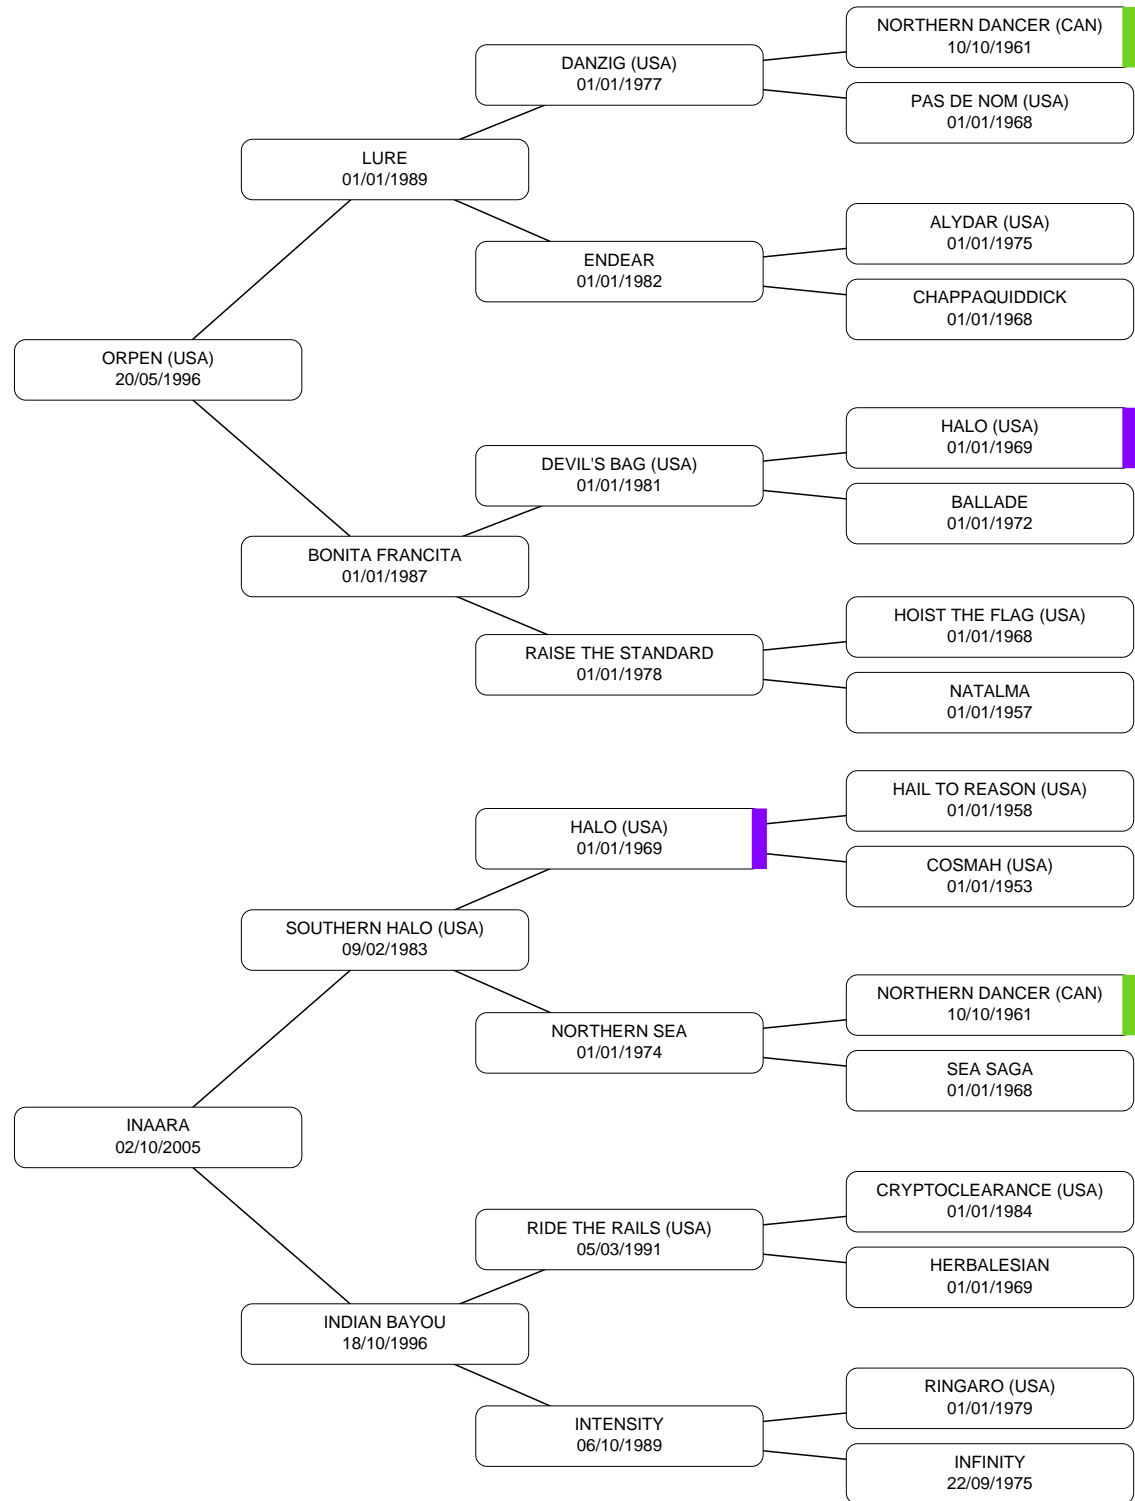 NORTHERN DANCER (CAN)
10/10/1961
DANZIG (USA)
01/01/1977
PAS DE NOM (USA)
01/01/1968
LURE
01/01/1989
ALYDAR (USA)
01/01/1975
ENDEAR
01/01/1982
CHAPPAQUIDDICK
01/01/1968
ORPEN (USA)
20/05/1996
HALO (USA)
01/01/1969
DEVIL'S BAG (USA)
01/01/1981
BALLADE
01/01/1972
BONITA FRANCITA
01/01/1987
HOIST THE FLAG (USA)
01/01/1968
RAISE THE STANDARD
01/01/1978
NATALMA
01/01/1957
HAIL TO REASON (USA)
01/01/1958
HALO (USA)
01/01/1969
COSMAH (USA)
01/01/1953
SOUTHERN HALO (USA)
09/02/1983
NORTHERN DANCER (CAN)
10/10/1961
NORTHERN SEA
01/01/1974
SEA SAGA
01/01/1968
INAARA
02/10/2005
CRYPTOCLEARANCE (USA)
01/01/1984
RIDE THE RAILS (USA)
05/03/1991
HERBALESIAN
01/01/1969
INDIAN BAYOU
18/10/1996
RINGARO (USA)
01/01/1979
INTENSITY
06/10/1989
INFINITY
22/09/1975